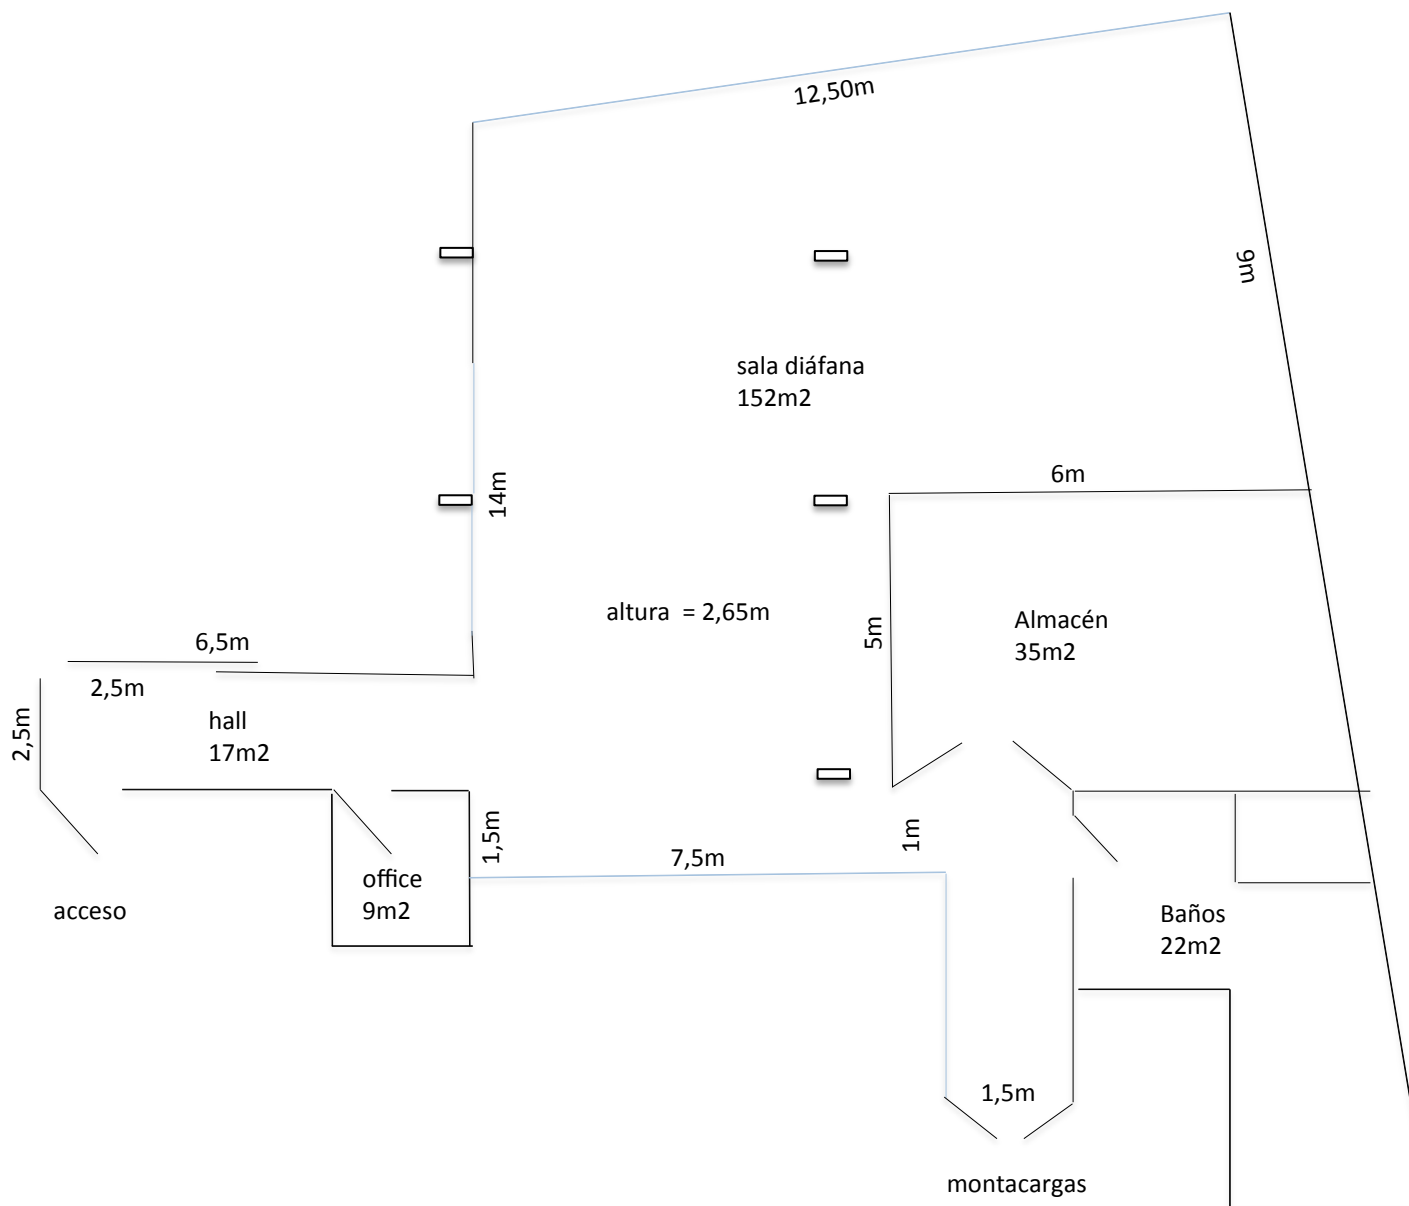 12,50m
9m
sala diáfana
152m2
6m
14m
altura = 2,65m
5m
Almacén
35m2
6,5m
2,5m
2,5m
hall
17m2
1,5m
7,5m
1m
office
9m2
acceso
Baños
22m2
1,5m
montacargas